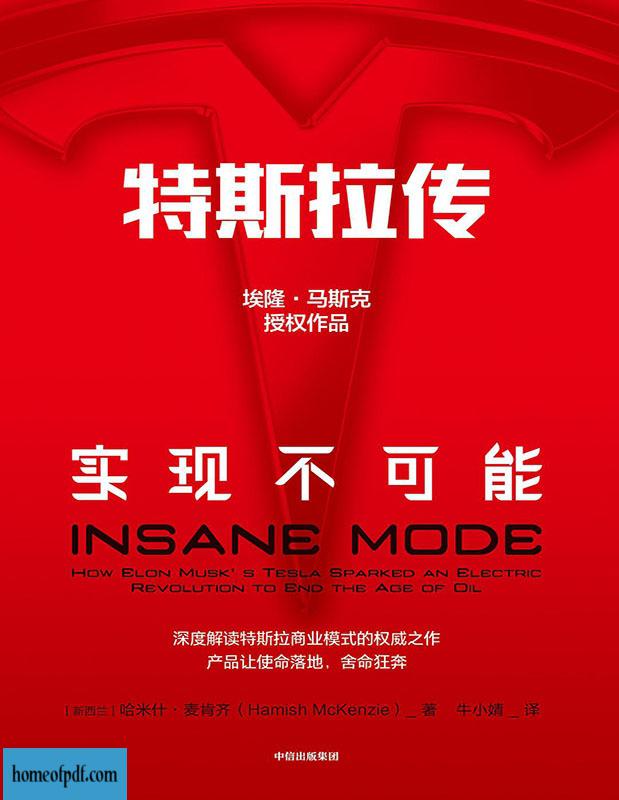 特斯拉传
埃隆·马斯克
授权作品
实现不可能
INSANE MODE
HOW ELON MUSK'S TESLA SPARKED AN ELECTRIC
REVOLUTION TO END THE AGE OF OIL
深度解读特斯拉商业模式的权威之作
产品让使命落地，舍命狂奔
[新西兰] 哈米什·麦肯齐（Hamish McKenzie）_ 著 牛小婧 _ 译
中信出版集团
homeofpdf.com